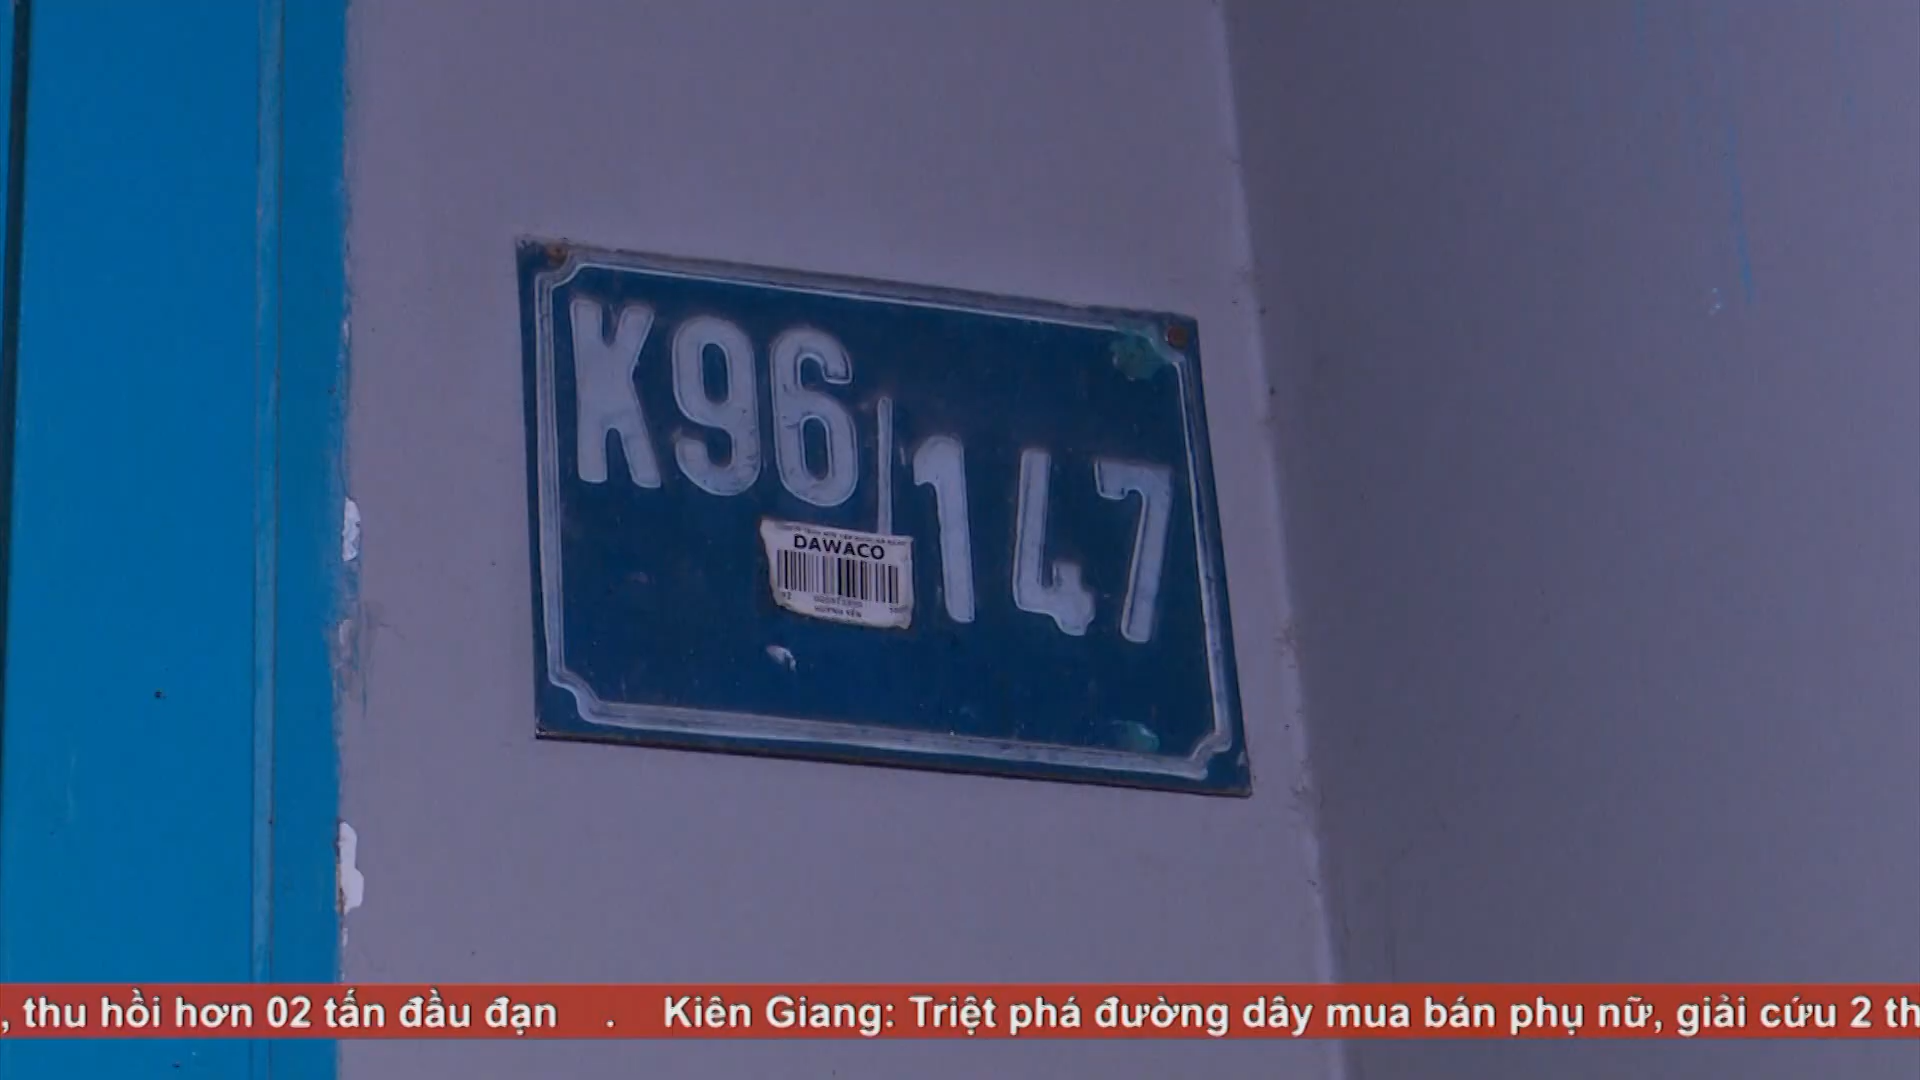 K96/147
DAWACO
, thu hồi hơn 02 tấn đầu đạn . Kiên Giang: Triệt phá đường dây mua bán phụ nữ, giải cứu 2 th